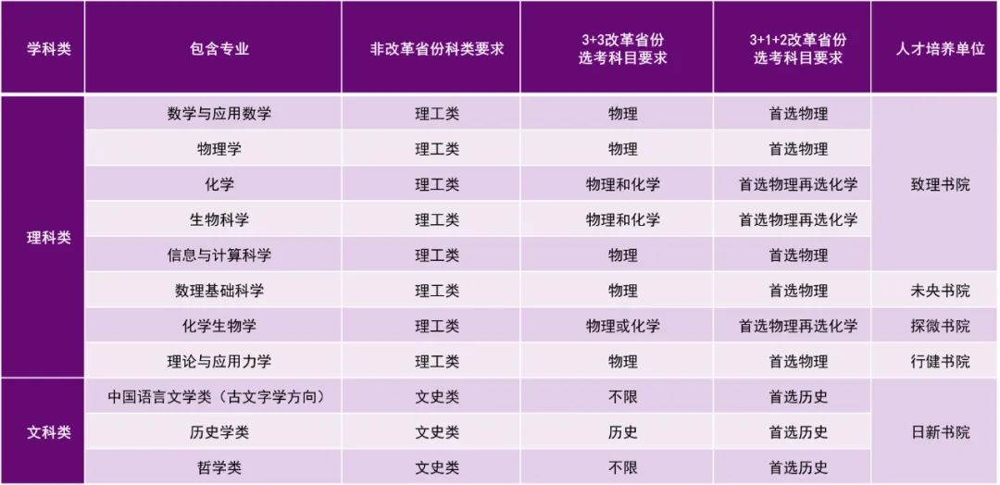 学科类 包含专业 非改革省份科类要求 3+3改革省份 选考科目要求 3+1+2改革省份 选考科目要求 人才培养单位
理科类
数学与应用数学 理工类 物理 首选物理
物理学 理工类 物理 首选物理
化学 理工类 物理和化学 首选物理再选化学
生物科学 理工类 物理和化学 首选物理再选化学
信息与计算科学 理工类 物理 首选物理
致理书院
数理基础科学 理工类 物理 首选物理 未央书院
化学生物学 理工类 物理或化学 首选物理再选化学 探微书院
理论与应用力学 理工类 物理 首选物理 行健书院
文科类
中国语言文学类（古文字学方向） 文史类 不限 首选历史
历史学类 文史类 历史 首选历史
哲学类 文史类 不限 首选历史
日新书院